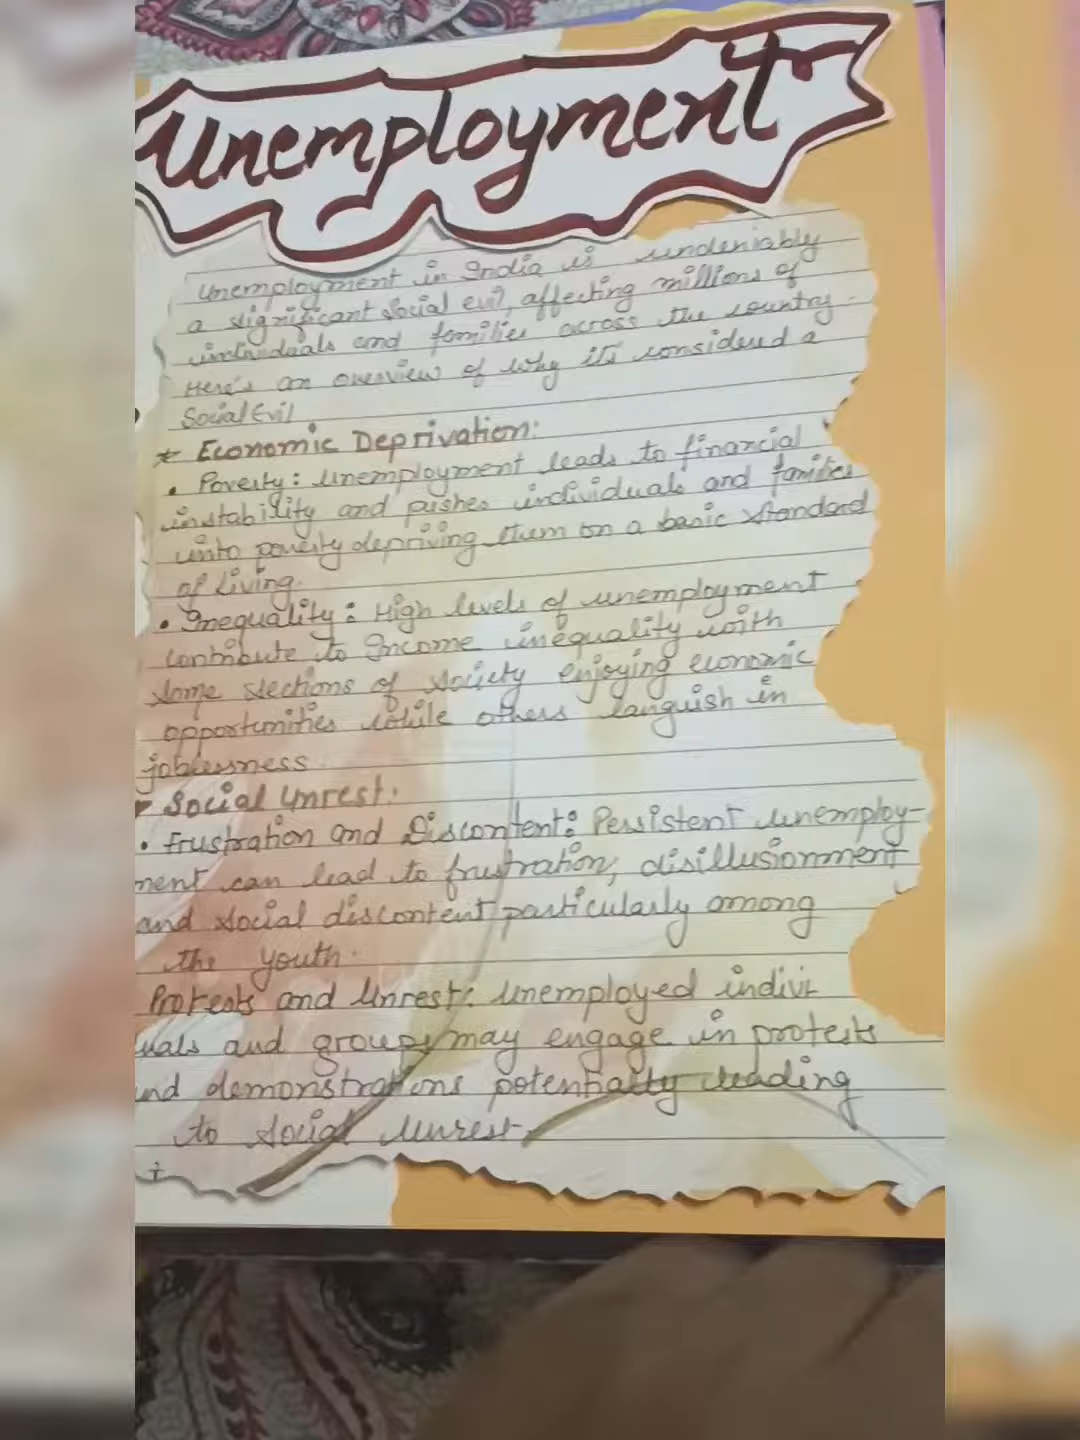 Unemployment
Unemployment in India is undeniably
a significant social evil, affecting millions of
individuals and families across the country.
Here's an overview of why it's considered a
Social Evil
* Economic Deprivation:
• Poverty: Unemployment leads to financial
instability and pushes individuals and families
into poverty depriving them on a basic standard
of living.
• Inequality: High levels of unemployment
contribute to Income inequality with
some sections of society enjoying economic
opportunities while others languish in
joblessness.
Social Unrest:
• Frustration and Discontent: Persistent unemploy-
ment can lead to frustration, disillusionment
and social discontent particularly among
the youth.
Protests and Unrest: Unemployed indivi
uals and groups may engage in protests
and demonstrations potentially leading
to social unrest.